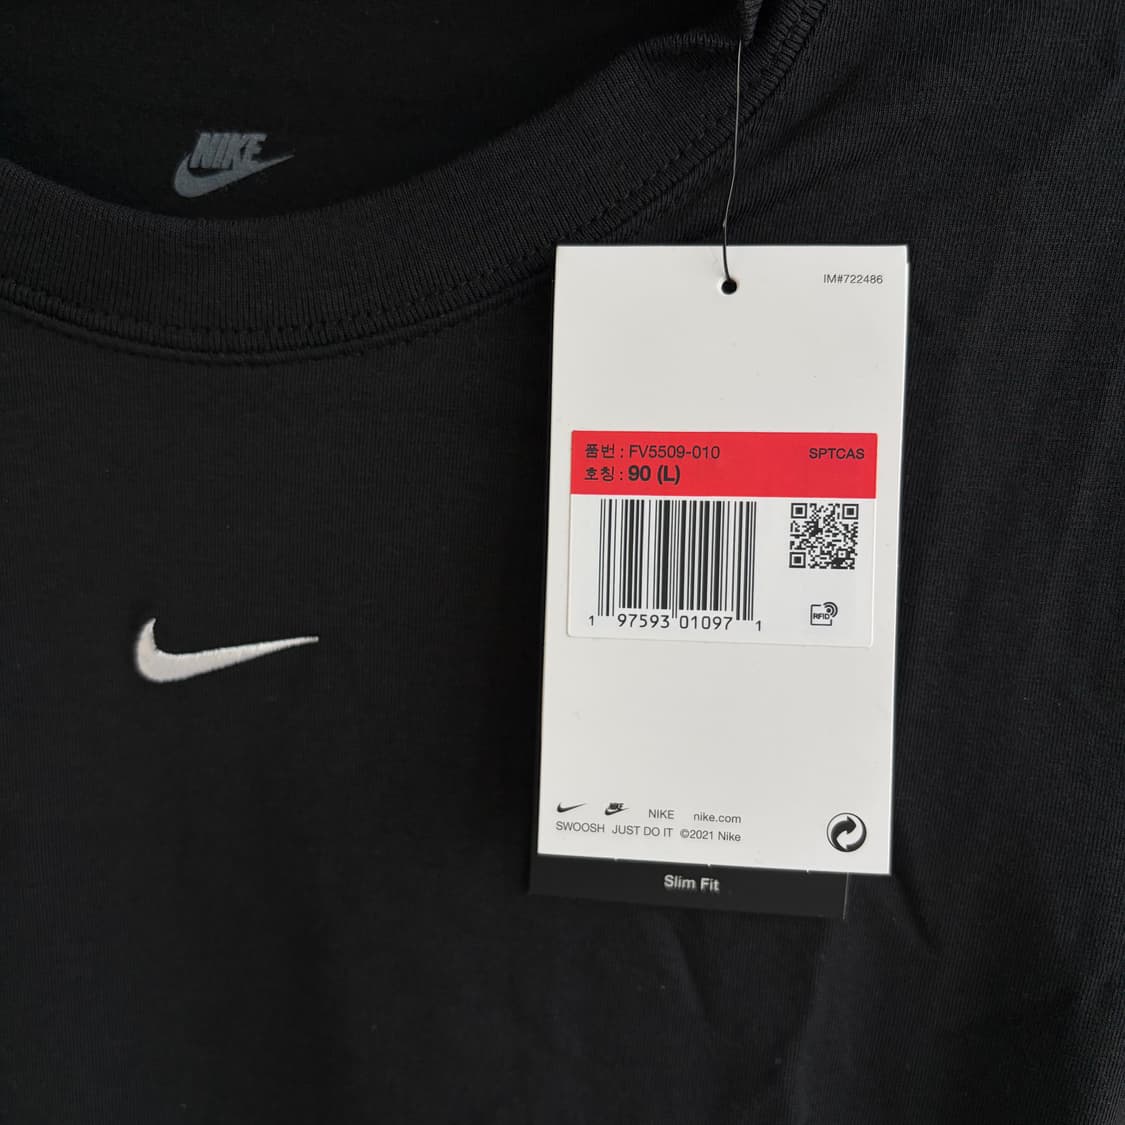 NIKE
IM#722486
품번 : FV5509-010 SPTCAS
호칭 : 90 (L)
RFID
1 97593 01097 1
NIKE nike.com
SWOOSH JUST DO IT ©2021 Nike
Slim Fit